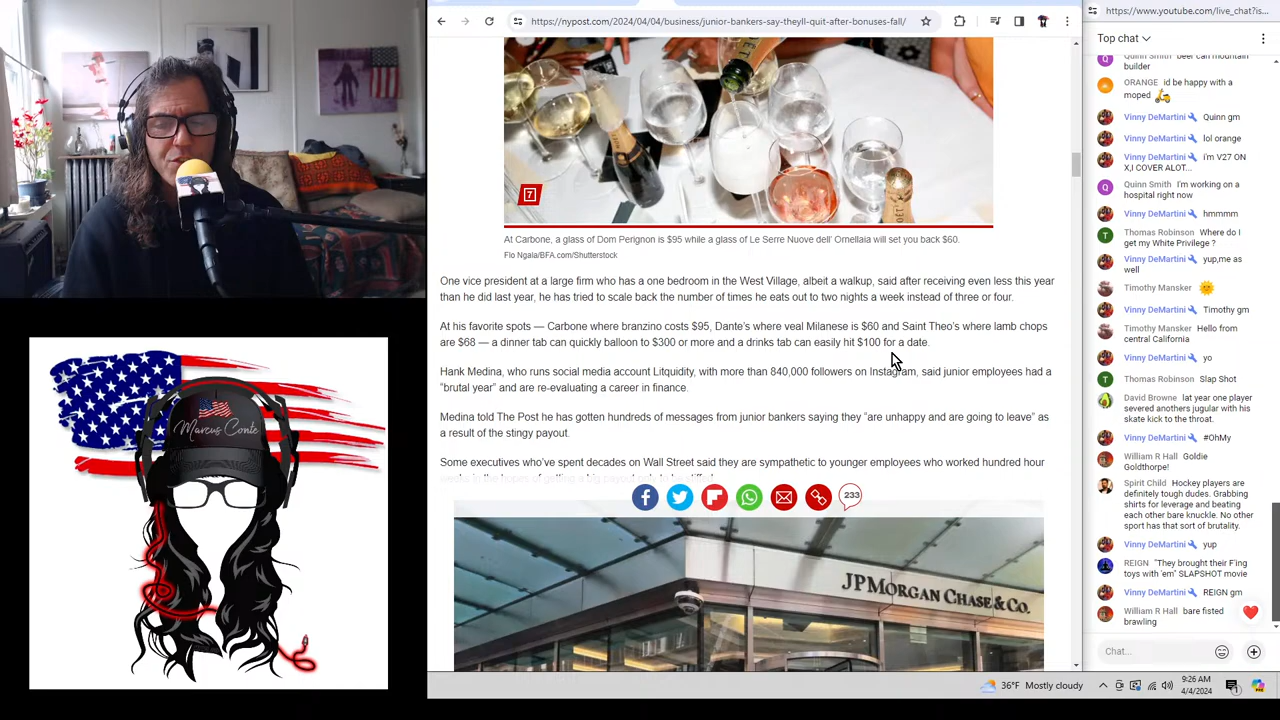 https://nypost.com/2024/04/04/business/junior-bankers-say-theyll-quit-after-bonuses-fall/
At Carbone, a glass of Dom Perignon is $95 while a glass of Le Serre Nuove dell' Ornellaia will set you back $60.
Flo Ngala/BFA.com/Shutterstock
One vice president at a large firm who has a one bedroom in the West Village, albeit a walkup, said after receiving even less this year
than he did last year, he has tried to scale back the number of times he eats out to two nights a week instead of three or four.
At his favorite spots — Carbone where branzino costs $95, Dante's where veal Milanese is $60 and Saint Theo's where lamb chops
are $68 — a dinner tab can quickly balloon to $300 or more and a drinks tab can easily hit $100 for a date.
Hank Medina, who runs social media account Litquidity, with more than 840,000 followers on Instagram, said junior employees had a
"brutal year" and are re-evaluating a career in finance.
Medina told The Post he has gotten hundreds of messages from junior bankers saying they "are unhappy and are going to leave" as
a result of the stingy payout.
Some executives who've spent decades on Wall Street said they are sympathetic to younger employees who worked hundred hour
233
JPMORGAN CHASE & CO.
7
Marcus Conte
https://www.youtube.com/live_chat?is...
Top chat
Quinn Smith beer can mountain
builder
ORANGE id be happy with a
moped
Vinny DeMartini Quinn gm
Vinny DeMartini lol orange
Vinny DeMartini i'm V27 ON
X,I COVER ALOT...
Quinn Smith I'm working on a
hospital right now
Vinny DeMartini hmmmm
Thomas Robinson Where do I
get my White Privilege ?
Vinny DeMartini yup,me as
well
Timothy Mansker
Vinny DeMartini Timothy gm
Timothy Mansker Hello from
central California
Vinny DeMartini yo
Thomas Robinson Slap Shot
David Browne last year one player
severed anothers jugular with his
skate kick to the throat.
Vinny DeMartini #OhMy
William R Hall Goldie
Goldthorpe!
Spirit Child Hockey players are
definitely tough dudes. Grabbing
shirts for leverage and beating
each other bare knuckle. No other
sport has that sort of brutality.
Vinny DeMartini yup
REIGN "They brought their F'ing
toys with 'em" SLAPSHOT movie
Vinny DeMartini REIGN gm
William R Hall bare fisted
brawling
Chat...
36°F Mostly cloudy
9:26 AM
4/4/2024